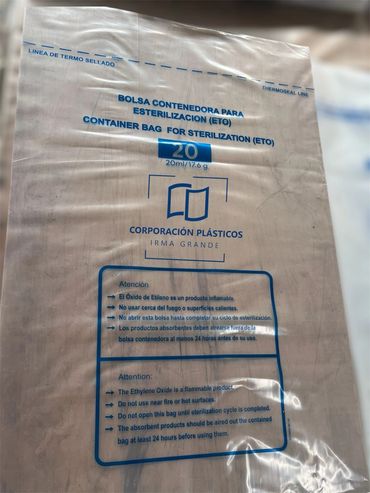 LINEA DE TERMO SELLADO
THERMOSEAL LINE
BOLSA CONTENEDORA PARA
ESTERILIZACION (ETO)
CONTAINER BAG FOR STERILIZATION (ETO)
20
20ml/17.6 g
CORPORACIÓN PLÁSTICOS
IRMA GRANDE
Atención
→ El Óxido de Etileno es un producto inflamable.
→ No usar cerca del fuego o superficies calientes.
→ No abrir esta bolsa hasta completar su ciclo de esterilización.
→ Los productos absorbentes deben airearse fuera de la
bolsa contenedora al menos 24 horas antes de su uso.
Attention:
→ The Ethylene Oxide is a flammable product.
→ Do not use near fire or hot surfaces.
→ Do not open this bag until sterilization cycle is completed.
→ The absorbent products should be aired out the contained
bag at least 24 hours before using them.